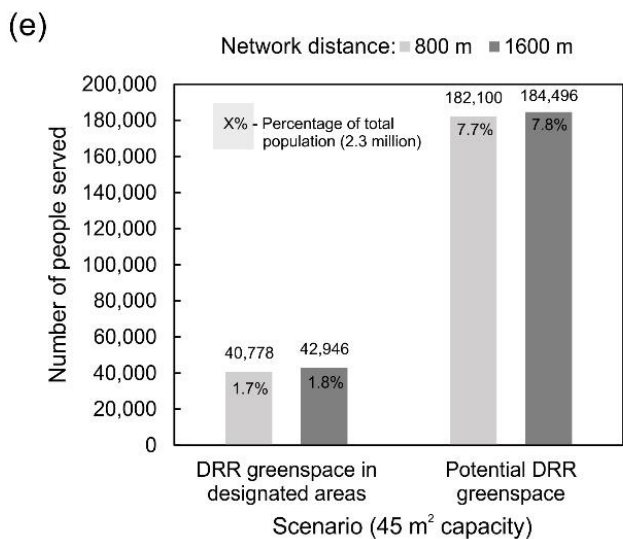 (e)
Network distance: 800 m 1600 m
Number of people served
200,000
180,000
160,000
140,000
120,000
100,000
80,000
60,000
40,000
20,000
0
X% - Percentage of total
population (2.3 million)
40,778
1.7%
42,946
1.8%
182,100
7.7%
184,496
7.8%
DRR greenspace in
designated areas
Potential DRR
greenspace
Scenario (45 m² capacity)